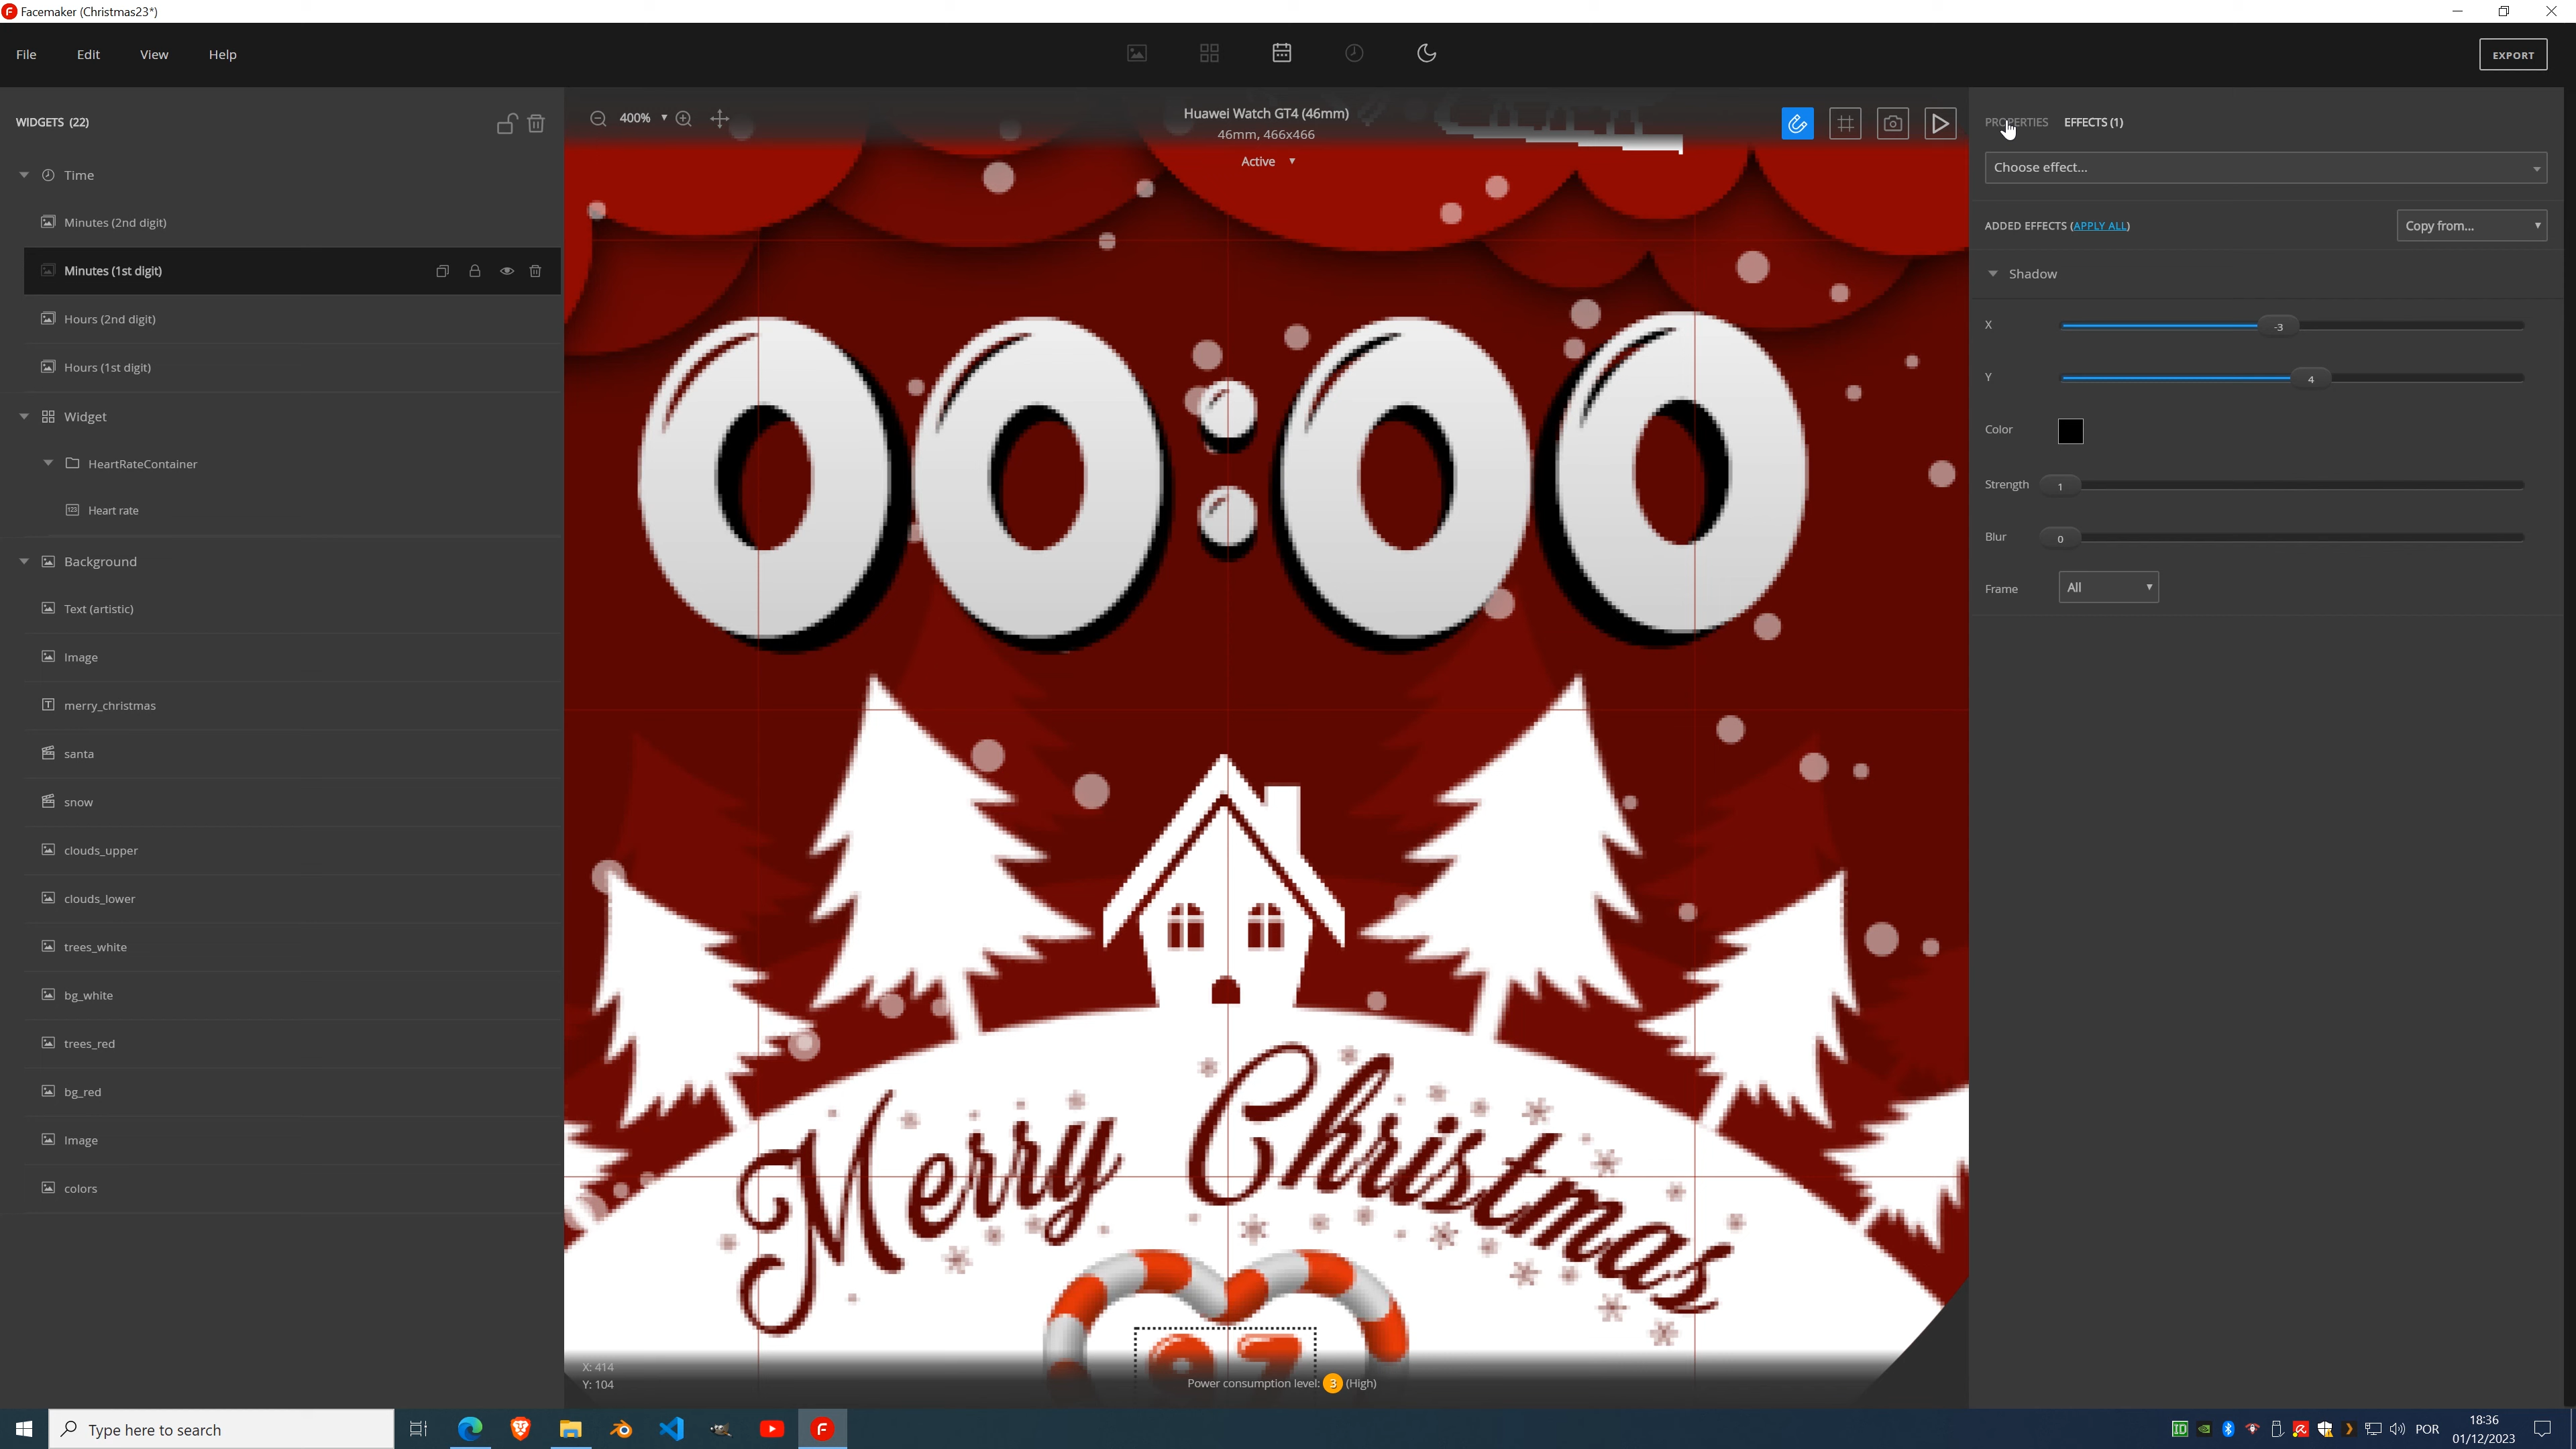 Facemaker (Christmas23*)
File Edit View Help
EXPORT
WIDGETS (22)
Time
Minutes (2nd digit)
Minutes (1st digit)
Hours (2nd digit)
Hours (1st digit)
Widget
HeartRateContainer
123 Heart rate
Background
Text (artistic)
Image
T merry_christmas
santa
snow
clouds_upper
clouds_lower
trees_white
bg_white
trees_red
bg_red
Image
colors
400%
Huawei Watch GT4 (46mm)
46mm, 466x466
Active
00:00
Merry Christmas
97
X: 414
Y: 104
Power consumption level: 3 (High)
PROPERTIES EFFECTS (1)
Choose effect...
ADDED EFFECTS (APPLY ALL)
Copy from...
Shadow
X -3
Y 4
Color
Strength 1
Blur 0
Frame All
Type here to search
POR
18:36
01/12/2023